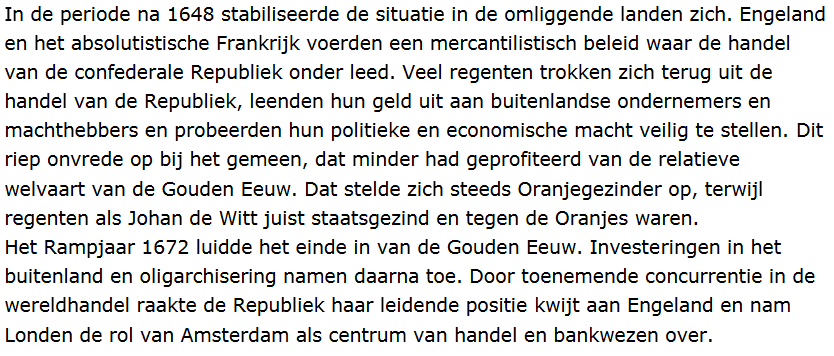 In de periode na 1648 stabiliseerde de situatie in de omliggende landen zich. Engeland
en het absolutistische Frankrijk voerden een mercantilistisch beleid waar de handel
van de confederale Republiek onder leed. Veel regenten trokken zich terug uit de
handel van de Republiek, leenden hun geld uit aan buitenlandse ondernemers en
machthebbers en probeerden hun politieke en economische macht veilig te stellen. Dit
riep onvrede op bij het gemeen, dat minder had geprofiteerd van de relatieve
welvaart van de Gouden Eeuw. Dat stelde zich steeds Oranjegezinder op, terwijl
regenten als Johan de Witt juist staatsgezind en tegen de Oranjes waren.
Het Rampjaar 1672 luidde het einde in van de Gouden Eeuw. Investeringen in het
buitenland en oligarchisering namen daarna toe. Door toenemende concurrentie in de
wereldhandel raakte de Republiek haar leidende positie kwijt aan Engeland en nam
Londen de rol van Amsterdam als centrum van handel en bankwezen over.